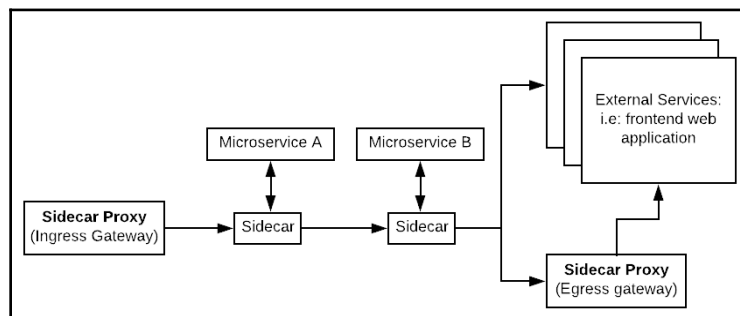 Microservice A
Microservice B
External Services:
i.e: frontend web
application
Sidecar Proxy
(Ingress Gateway)
Sidecar
Sidecar
Sidecar Proxy
(Egress gateway)